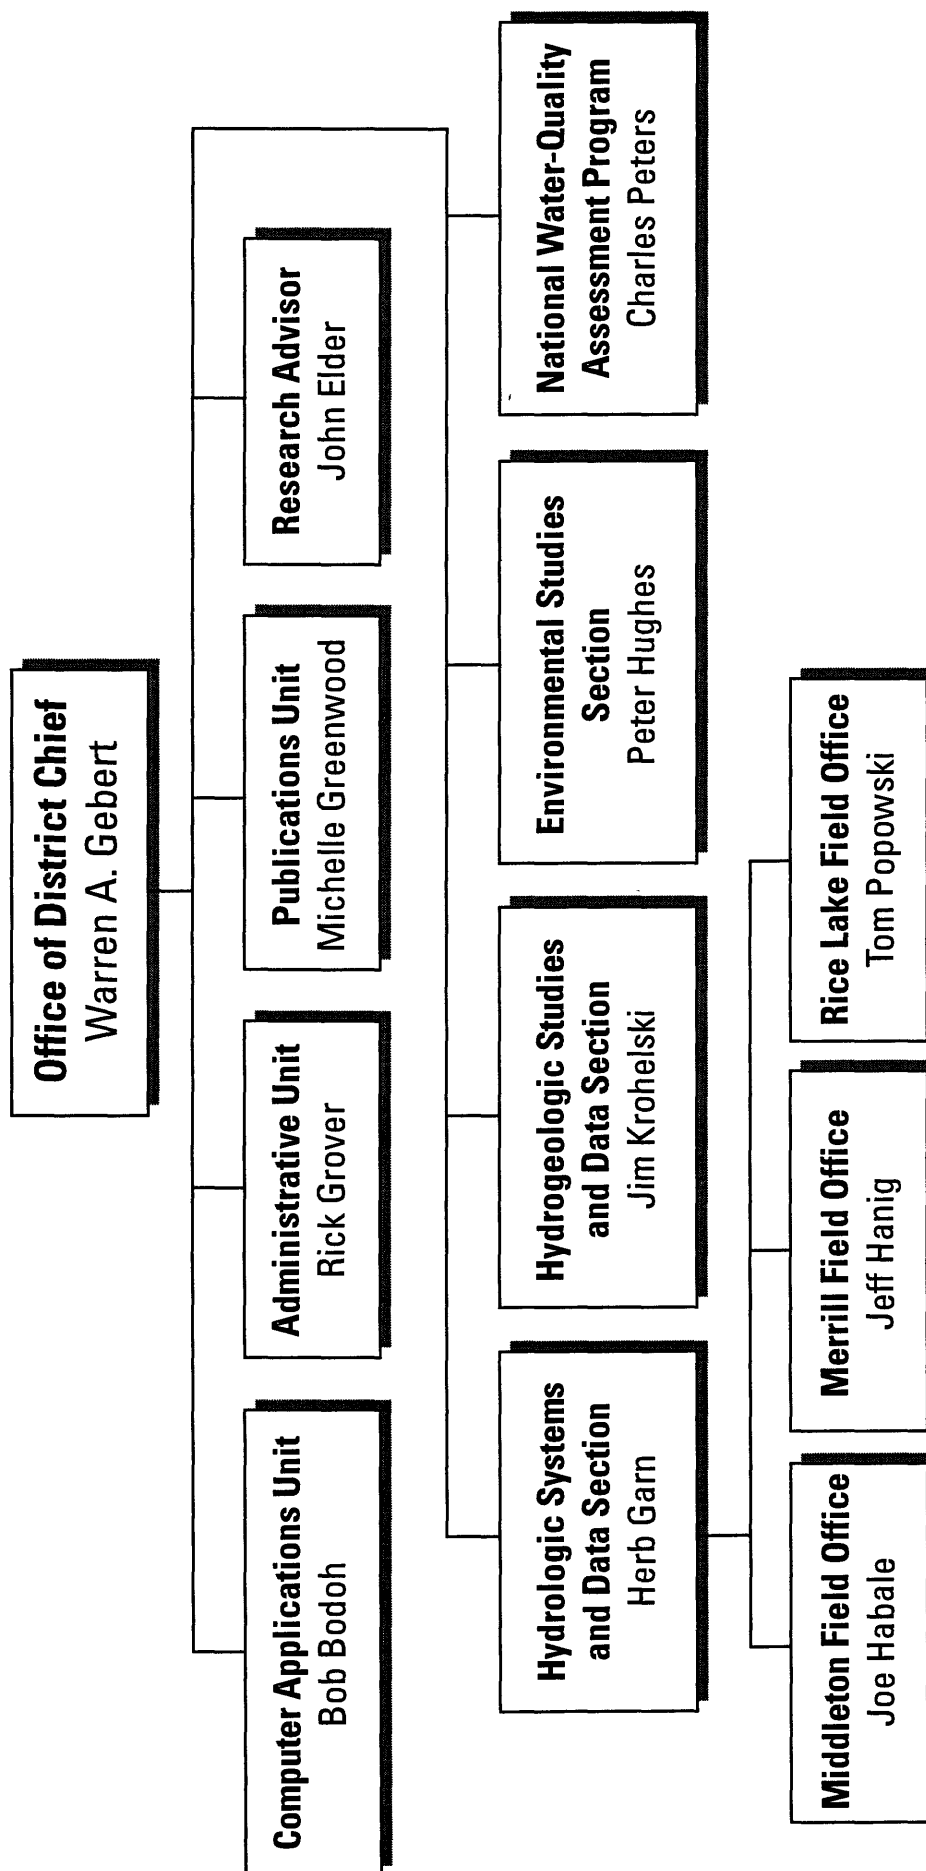 Office of District Chief
Warren A. Gebert
Computer Applications Unit
Bob Bodoh
Administrative Unit
Rick Grover
Publications Unit
Michelle Greenwood
Research Advisor
John Elder
Hydrologic Systems
and Data Section
Herb Garn
Hydrogeologic Studies
and Data Section
Jim Krohelski
Environmental Studies
Section
Peter Hughes
National Water-Quality
Assessment Program
Charles Peters
Middleton Field Office
Joe Habale
Merrill Field Office
Jeff Hanig
Rice Lake Field Office
Tom Popowski